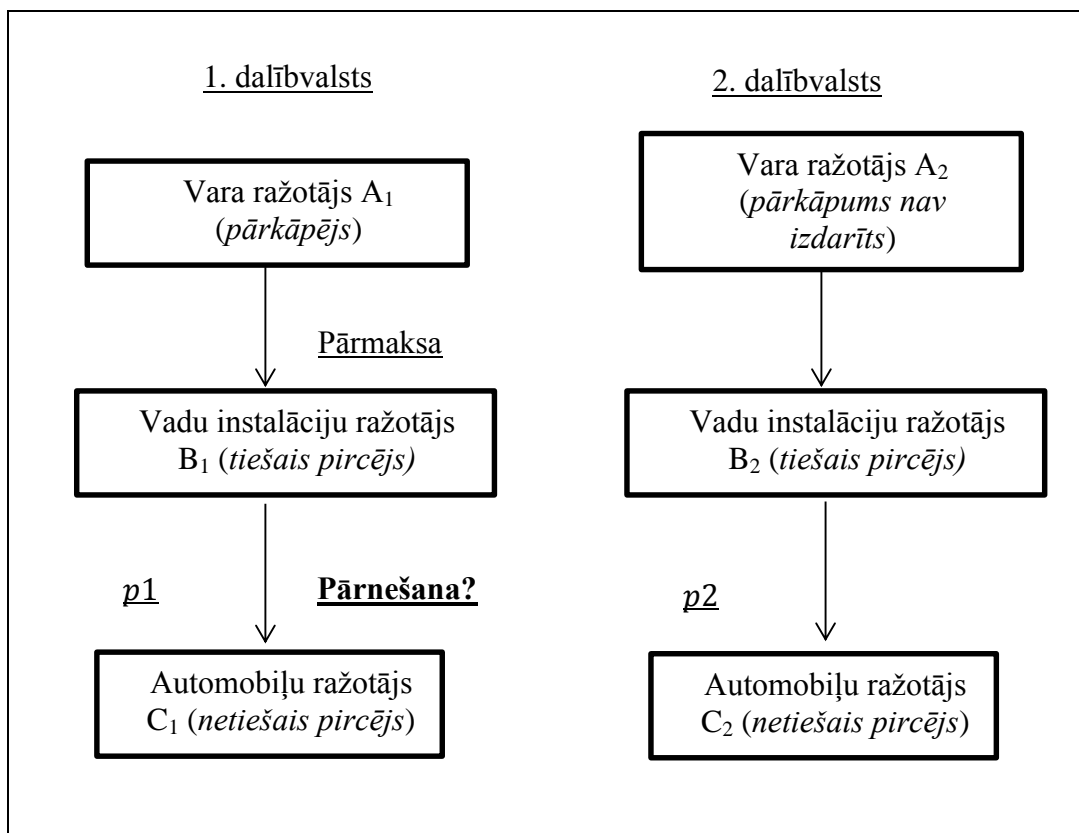 1. dalībvalsts
Vara ražotājs A₁
(pārkāpējs)
Pārmaksa
Vadu instalāciju ražotājs
B₁ (tiešais pircējs)
p1
Pārnešana?
Automobiļu ražotājs
C₁ (netiešais pircējs)
2. dalībvalsts
Vara ražotājs A₂
(pārkāpums nav
izdarīts)
Vadu instalāciju ražotājs
B₂ (tiešais pircējs)
p2
Automobiļu ražotājs
C₂ (netiešais pircējs)